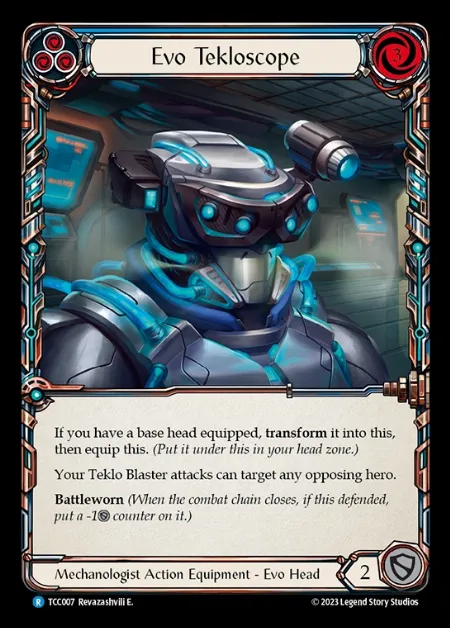 Evo Tekloscope
3
If you have a base head equipped, transform it into this,
then equip this. (Put it under this in your head zone.)
Your Teklo Blaster attacks can target any opposing hero.
Battleworn (When the combat chain closes, if this defended,
put a -1 counter on it.)
Mechanologist Action Equipment - Evo Head
2
R TCC007 Revazashvili E.
© 2023 Legend Story Studios